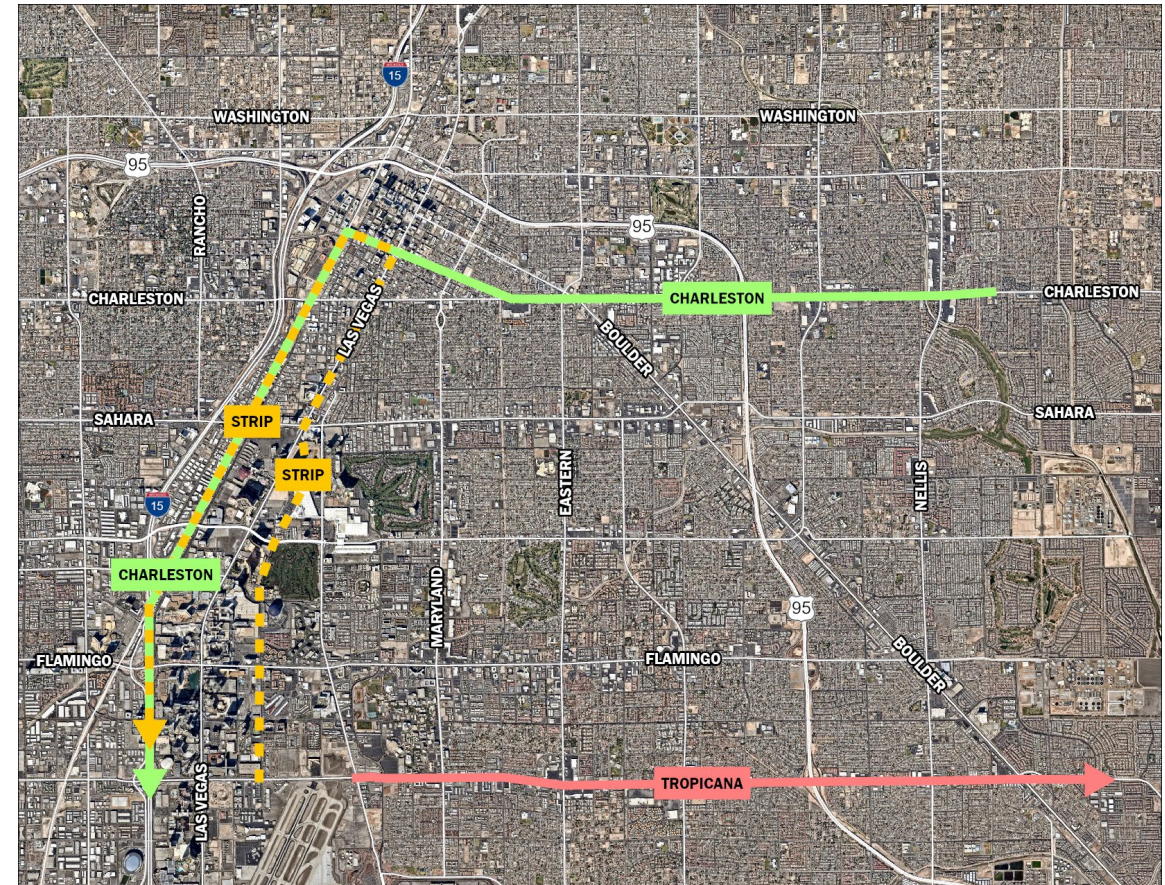 15
WASHINGTON
WASHINGTON
95
RANCHO
95
CHARLESTON
CHARLESTON
CHARLESTON
LAS VEGAS
BOULDER
SAHARA
STRIP
SAHARA
STRIP
EASTERN
NELLIS
15
CHARLESTON
MARYLAND
95
FLAMINGO
FLAMINGO
BOULDER
LAS VEGAS
TROPICANA